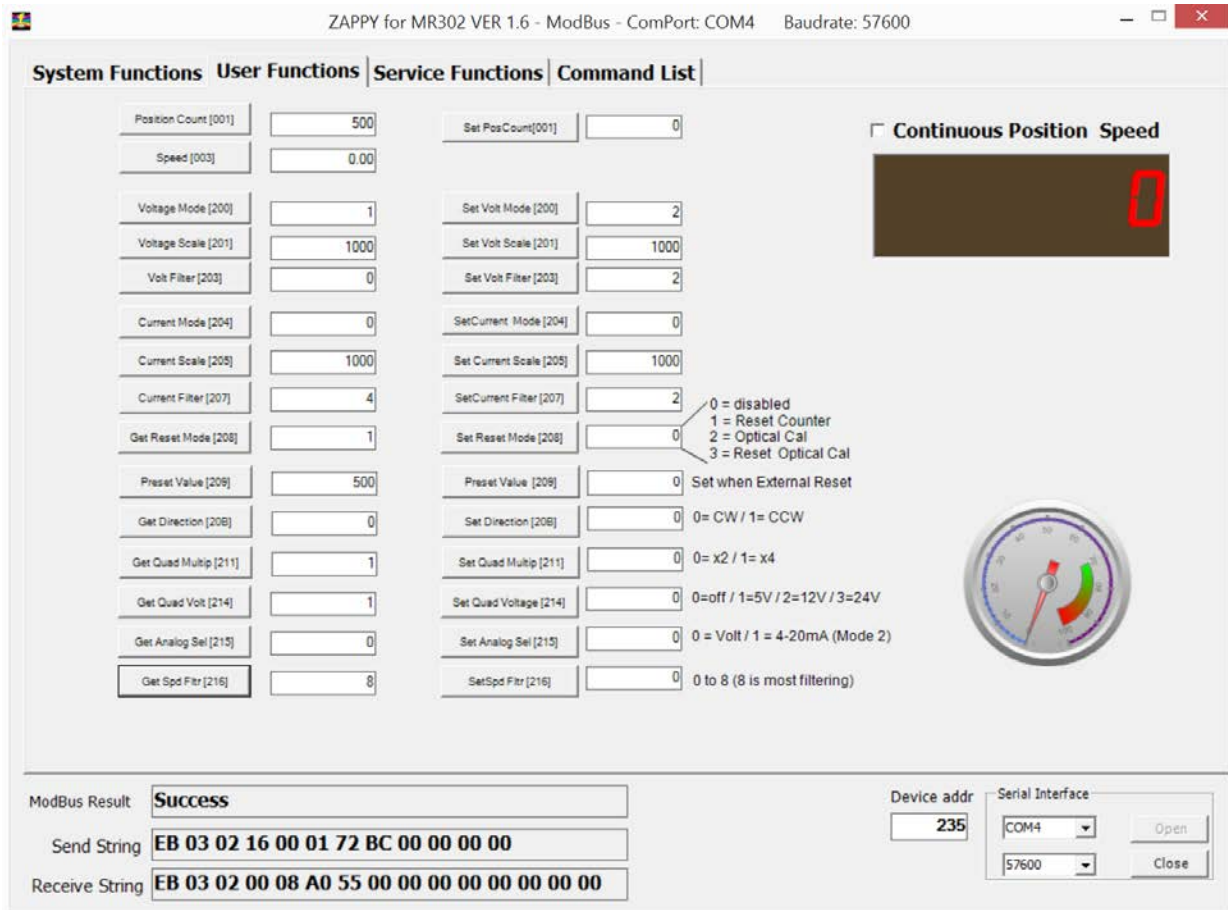 ZAPPY for MR302 VER 1.6 - ModBus - ComPort: COM4 Baudrate: 57600
System Functions User Functions Service Functions Command List
Position Count [001] 500 Set PosCount[001] 0
Continuous Position Speed
Speed [003] 0.00
0
Voltage Mode [200] 1 Set Volt Mode [200] 2
Voltage Scale [201] 1000 Set Volt Scale [201] 1000
Volt Filter [203] 0 Set Volt Filter [203] 2
Current Mode [204] 0 SetCurrent Mode [204] 0
Current Scale [205] 1000 Set Current Scale [205] 1000
Current Filter [207] 4 SetCurrent Filter [207] 2
0 = disabled
1 = Reset Counter
Get Reset Mode [208] 1 Set Reset Mode [208] 0
2 = Optical Cal
3 = Reset Optical Cal
Preset Value [209] 500 Preset Value [209] 0 Set when External Reset
Get Direction [20B] 0 Set Direction [20B] 0 0= CW / 1= CCW
Get Quad Multip [211] 1 Set Quad Multip [211] 0 0= x2 / 1= x4
Get Quad Volt [214] 1 Set Quad Voltage [214] 0 0=off / 1=5V / 2=12V / 3=24V
Get Analog Sel [215] 0 Set Analog Sel [215] 0 0 = Volt / 1 = 4-20mA (Mode 2)
Get Spd Fltr [216] 8 SetSpd Fltr [216] 0 0 to 8 (8 is most filtering)
ModBus Result Success
Send String EB 03 02 16 00 01 72 BC 00 00 00 00
Receive String EB 03 02 00 08 A0 55 00 00 00 00 00 00 00 00
Device addr
235
Serial Interface
COM4 Open
57600 Close